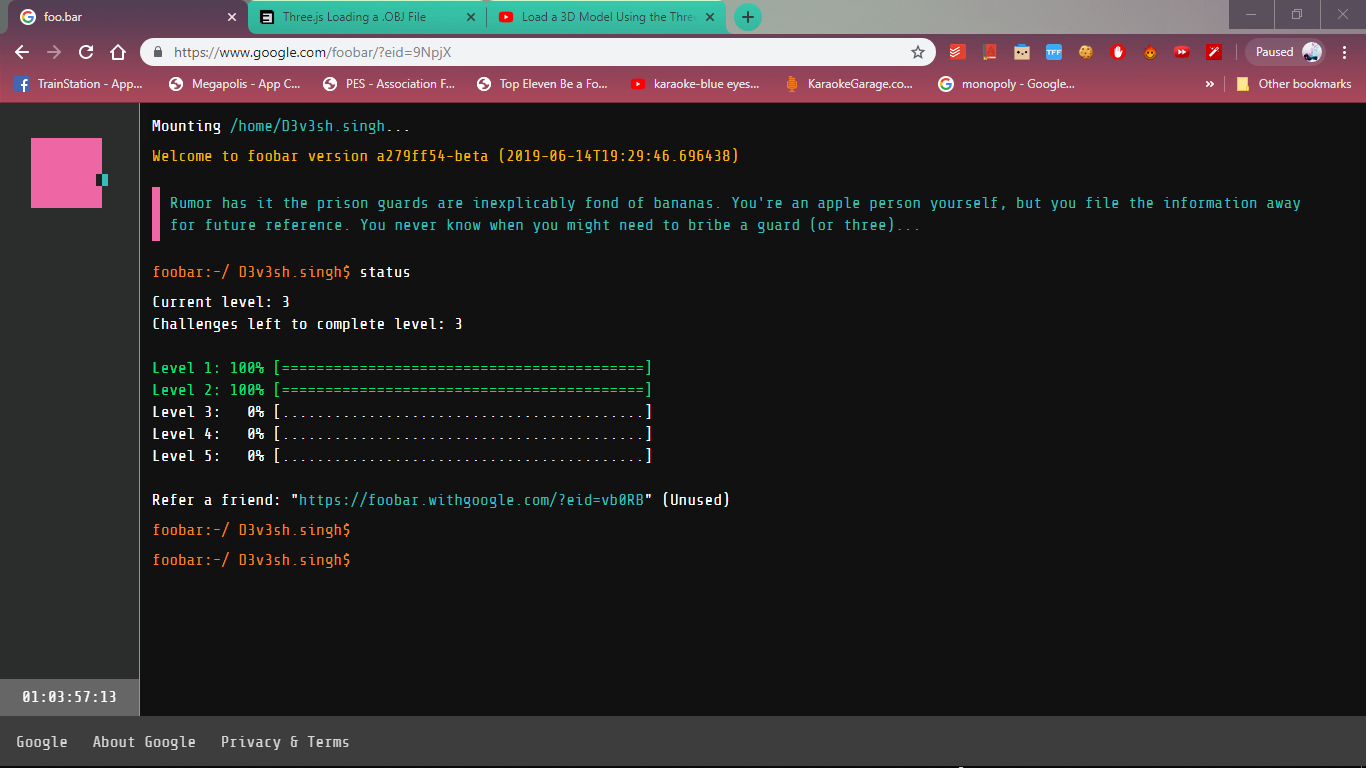 foo.bar
Three.js Loading a .OBJ File
Load a 3D Model Using the Thre
https://www.google.com/foobar/?eid=9NpjX
TFF
Paused
TrainStation - App...
Megapolis - App C...
PES - Association F...
Top Eleven Be a Fo...
karaoke-blue eyes...
KaraokeGarage.co...
monopoly - Google...
»
Other bookmarks
Mounting /home/D3v3sh.singh...
Welcome to foobar version a279ff54-beta (2019-06-14T19:29:46.696438)
Rumor has it the prison guards are inexplicably fond of bananas. You're an apple person yourself, but you file the information away
for future reference. You never know when you might need to bribe a guard (or three)...
foobar:~/ D3v3sh.singh$ status
Current level: 3
Challenges left to complete level: 3
Level 1: 100% [==========================================]
Level 2: 100% [==========================================]
Level 3:   0% [..........................................]
Level 4:   0% [..........................................]
Level 5:   0% [..........................................]
Refer a friend: "https://foobar.withgoogle.com/?eid=vb0RB" (Unused)
foobar:~/ D3v3sh.singh$
foobar:~/ D3v3sh.singh$
01:03:57:13
Google
About Google
Privacy & Terms